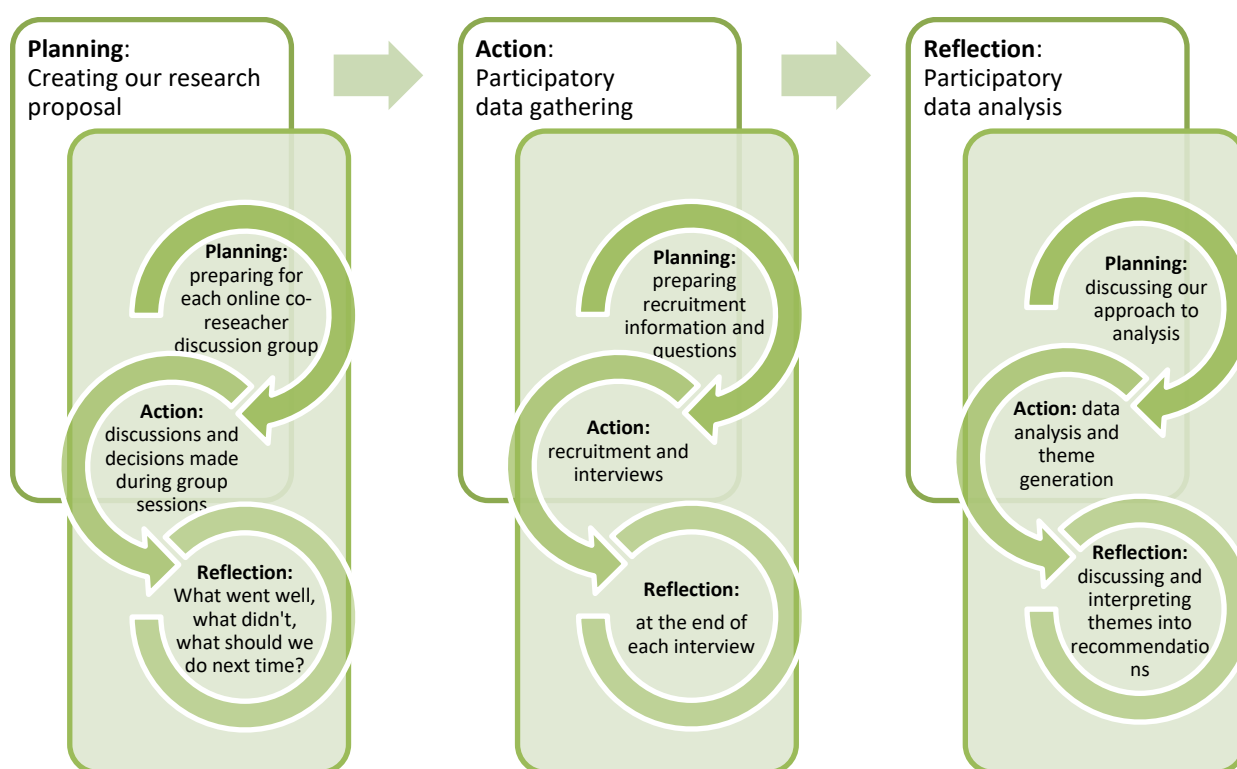 Planning:
Creating our research
proposal
Planning:
preparing for
each online co-
reseacher
discussion group
Action:
discussions and
decisions made
during group
sessions
Reflection:
What went well,
what didn't,
what should we
do next time?
Action:
Participatory
data gathering
Planning:
preparing
recruitment
information and
questions
Action:
recruitment and
interviews
Reflection:
at the end of
each interview
Reflection:
Participatory
data analysis
Planning:
discussing our
approach to
analysis
Action: data
analysis and
theme
generation
Reflection:
discussing and
interpreting
themes into
recommendatio
ns